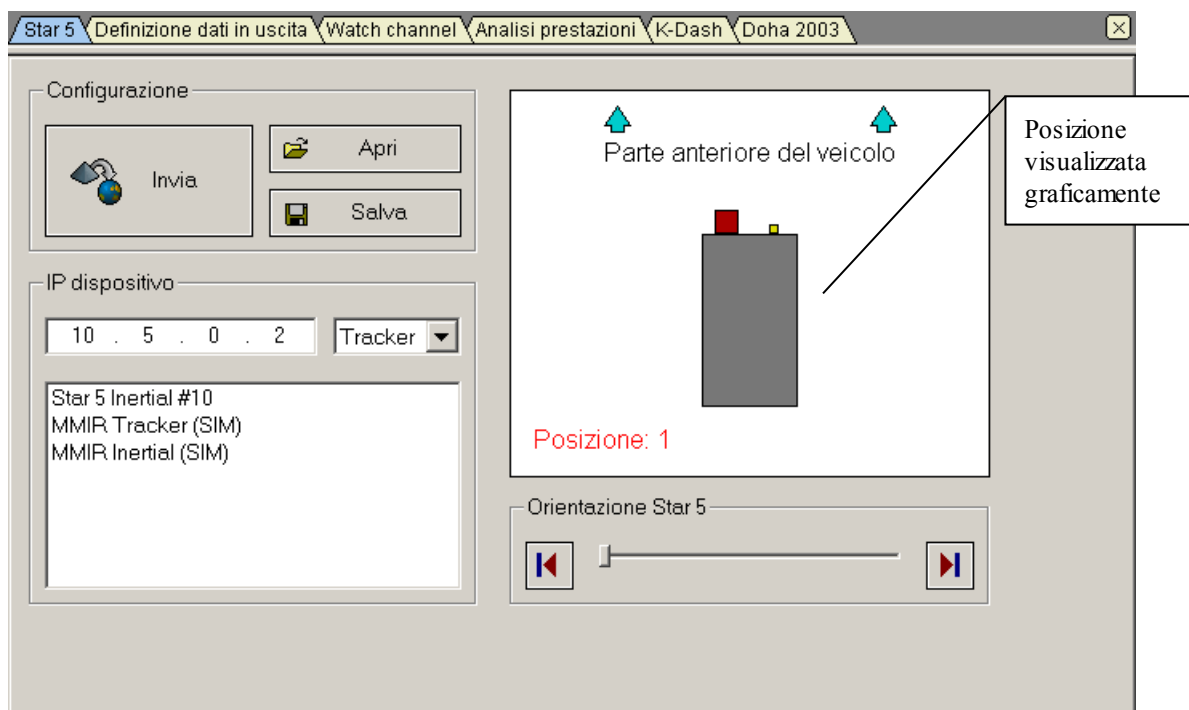 Star 5 Definizione dati in uscita Watch channel Analisi prestazioni K-Dash Doha 2003
Configurazione
Invia
Apri
Salva
IP dispositivo
10 . 5 . 0 . 2 Tracker
Star 5 Inertial #10
MMIR Tracker (SIM)
MMIR Inertial (SIM)
Parte anteriore del veicolo
Posizione: 1
Orientazione Star 5
Posizione
visualizzata
graficamente